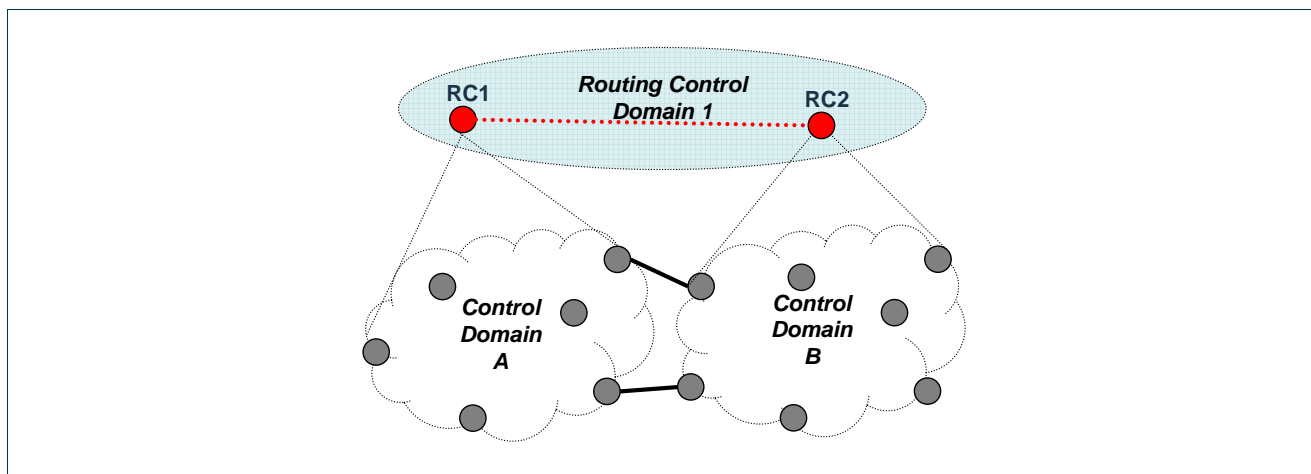 Routing Control
Domain 1
RC1
RC2
Control
Domain
A
Control
Domain
B